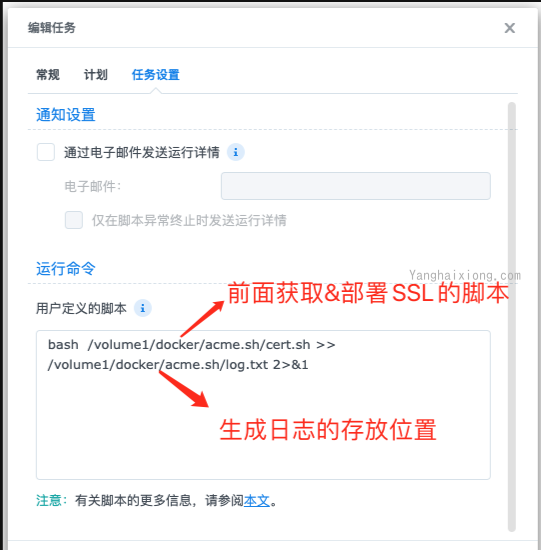 编辑任务
常规 计划 任务设置
通知设置
通过电子邮件发送运行详情
电子邮件:
仅在脚本异常终止时发送运行详情
运行命令
Yanghaixiong.com
前面获取&部署SSL的脚本
用户定义的脚本
bash /volume1/docker/acme.sh/cert.sh >>
/volume1/docker/acme.sh/log.txt 2>&1
生成日志的存放位置
注意: 有关脚本的更多信息，请参阅本文。